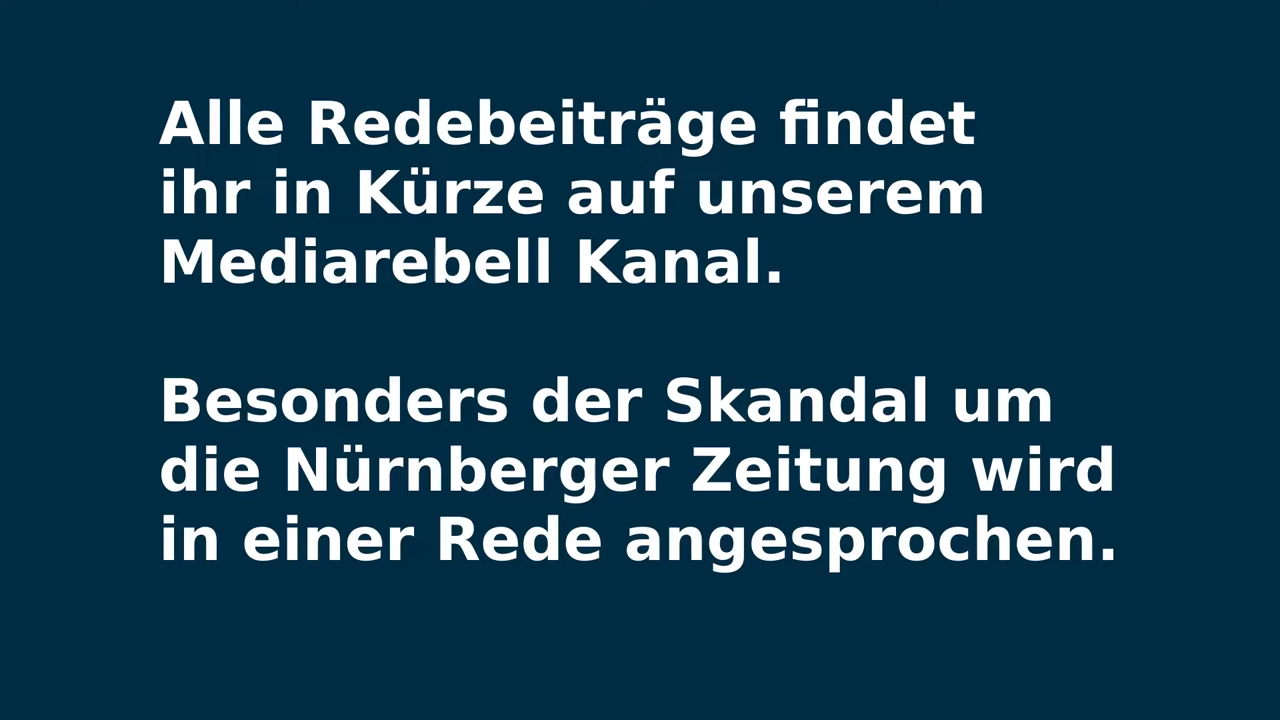 Alle Redebeiträge findet
ihr in Kürze auf unserem
Mediarebell Kanal.
Besonders der Skandal um
die Nürnberger Zeitung wird
in einer Rede angesprochen.